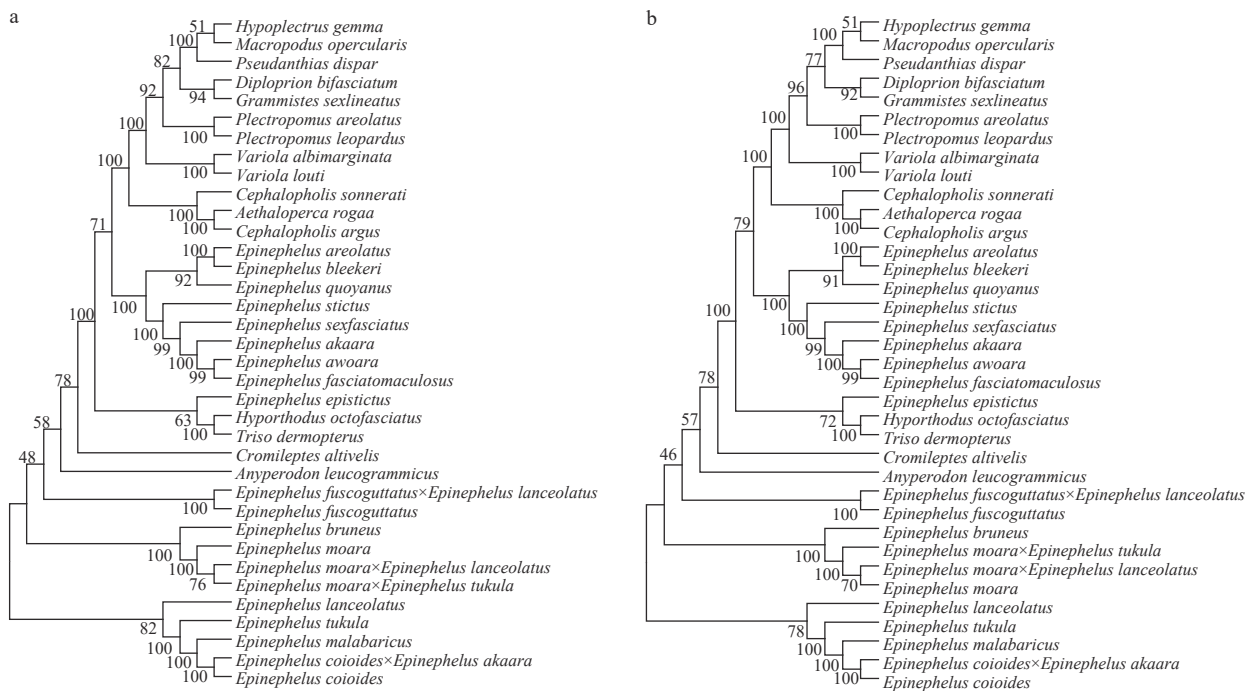 a
51
Hypoplectrus gemma
100
Macropodus opercularis
82
Pseudanthias dispar
92
Diploprion bifasciatum
94
Grammistes sexlineatus
100
Plectropomus areolatus
100
Plectropomus leopardus
100
Variola albimarginata
100
Variola louti
Cephalopholis sonnerati
100
Aethaloperca rogaa
71
100
Cephalopholis argus
100
Epinephelus areolatus
Epinephelus bleekeri
92
Epinephelus quoyanus
100
Epinephelus stictus
100
100
Epinephelus sexfasciatus
99
Epinephelus akaara
100
Epinephelus awoara
78
99
Epinephelus fasciatomaculosus
Epinephelus epistictus
58
63
Hyporthodus octofasciatus
100
Triso dermopterus
48
Cromileptes altivelis
Anyperodon leucogrammicus
Epinephelus fuscoguttatus×Epinephelus lanceolatus
100
Epinephelus fuscoguttatus
Epinephelus bruneus
100
Epinephelus moara
100
Epinephelus moara×Epinephelus lanceolatus
76
Epinephelus moara×Epinephelus tukula
Epinephelus lanceolatus
82
Epinephelus tukula
100
Epinephelus malabaricus
100
Epinephelus coioides×Epinephelus akaara
100
Epinephelus coioides
b
51
Hypoplectrus gemma
100
Macropodus opercularis
77
Pseudanthias dispar
96
Diploprion bifasciatum
92
Grammistes sexlineatus
100
Plectropomus areolatus
100
Plectropomus leopardus
100
Variola albimarginata
100
Variola louti
Cephalopholis sonnerati
100
Aethaloperca rogaa
79
100
Cephalopholis argus
100
Epinephelus areolatus
Epinephelus bleekeri
91
Epinephelus quoyanus
100
Epinephelus stictus
100
100
Epinephelus sexfasciatus
99
Epinephelus akaara
100
Epinephelus awoara
78
99
Epinephelus fasciatomaculosus
Epinephelus epistictus
57
72
Hyporthodus octofasciatus
100
Triso dermopterus
46
Cromileptes altivelis
Anyperodon leucogrammicus
Epinephelus fuscoguttatus×Epinephelus lanceolatus
100
Epinephelus fuscoguttatus
Epinephelus bruneus
100
Epinephelus moara×Epinephelus tukula
100
Epinephelus moara×Epinephelus lanceolatus
70
Epinephelus moara
Epinephelus lanceolatus
78
Epinephelus tukula
100
Epinephelus malabaricus
100
Epinephelus coioides×Epinephelus akaara
100
Epinephelus coioides